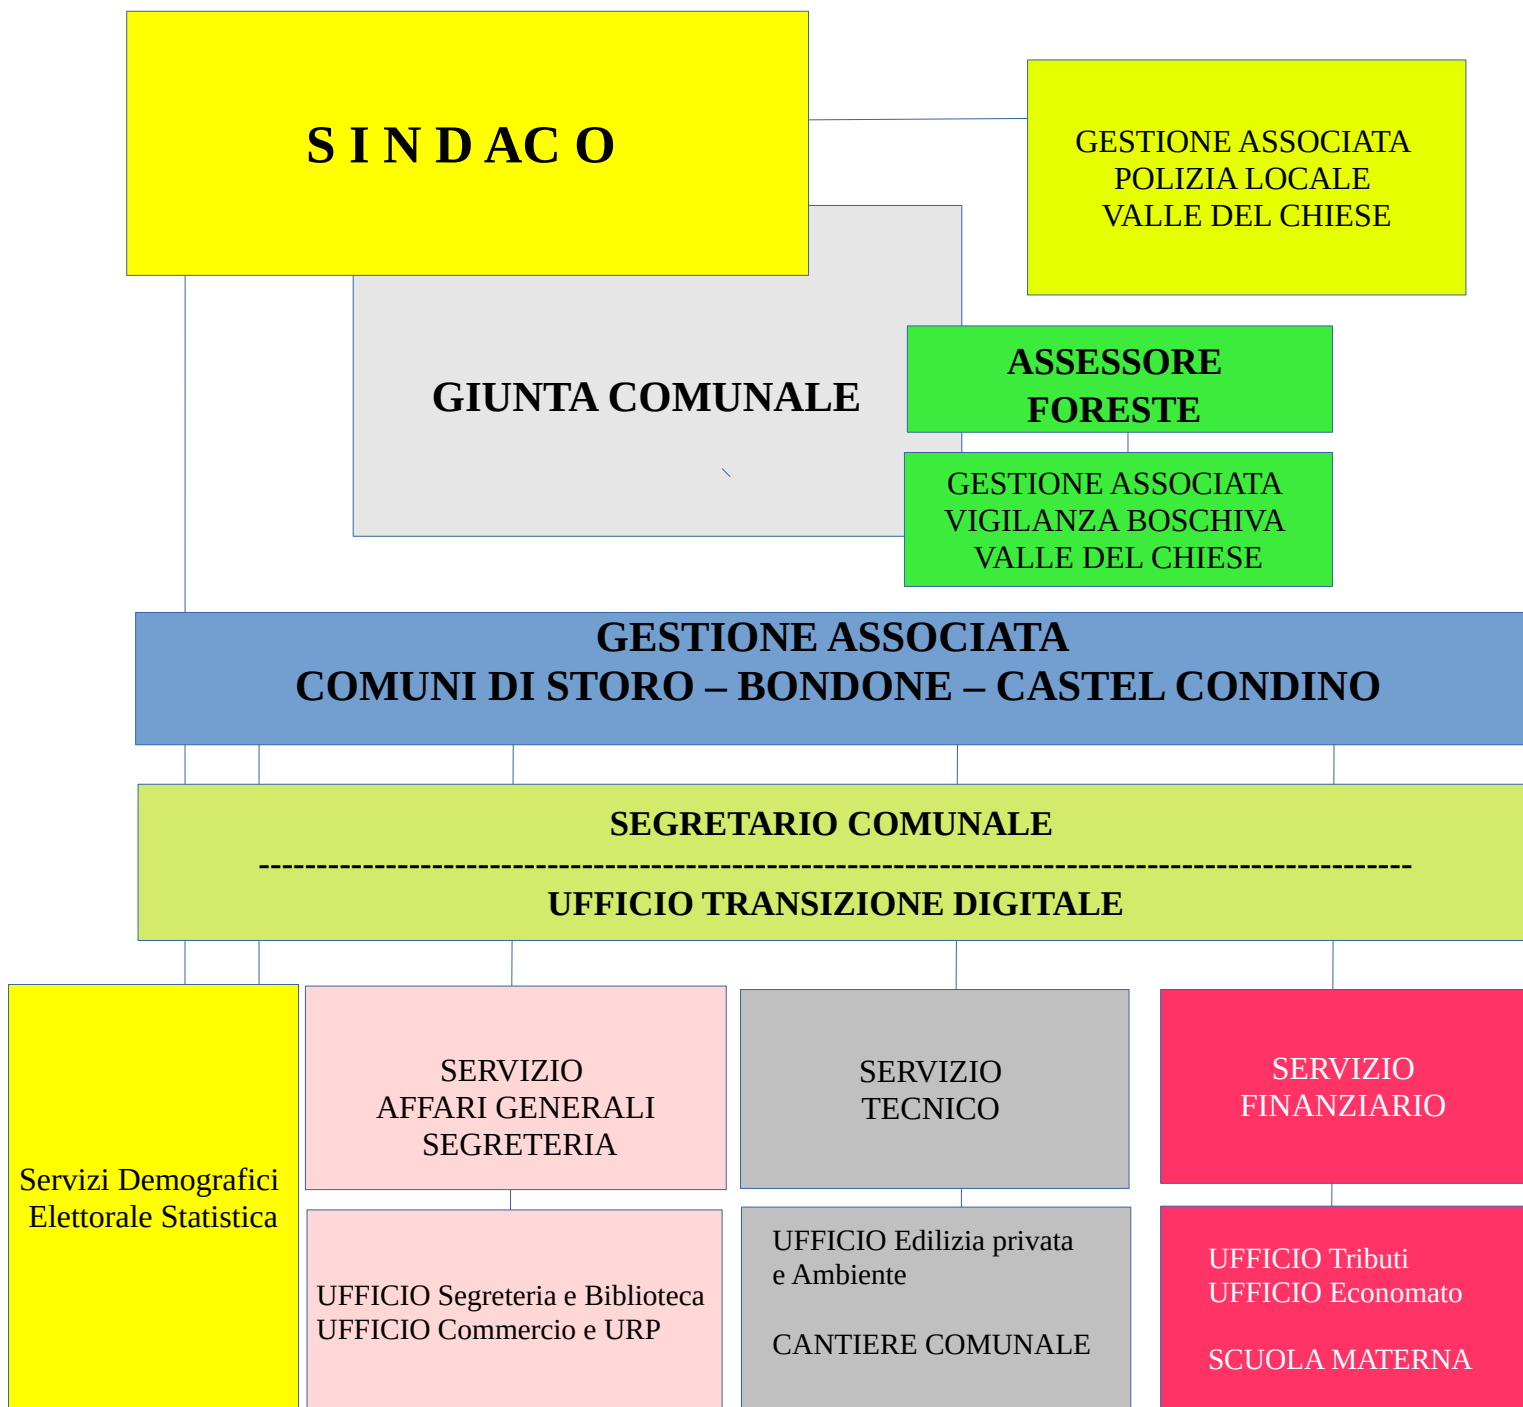 S I N D AC O
GESTIONE ASSOCIATA
POLIZIA LOCALE
VALLE DEL CHIESE
GIUNTA COMUNALE
ASSESSORE
FORESTE
GESTIONE ASSOCIATA
VIGILANZA BOSCHIVA
VALLE DEL CHIESE
GESTIONE ASSOCIATA
COMUNI DI STORO – BONDONE – CASTEL CONDINO
SEGRETARIO COMUNALE
----------------------------------------------------------------------------------------------------
UFFICIO TRANSIZIONE DIGITALE
Servizi Demografici
Elettorale Statistica
SERVIZIO
AFFARI GENERALI
SEGRETERIA
UFFICIO Segreteria e Biblioteca
UFFICIO Commercio e URP
SERVIZIO
TECNICO
UFFICIO Edilizia privata
e Ambiente
CANTIERE COMUNALE
SERVIZIO
FINANZIARIO
UFFICIO Tributi
UFFICIO Economato
SCUOLA MATERNA